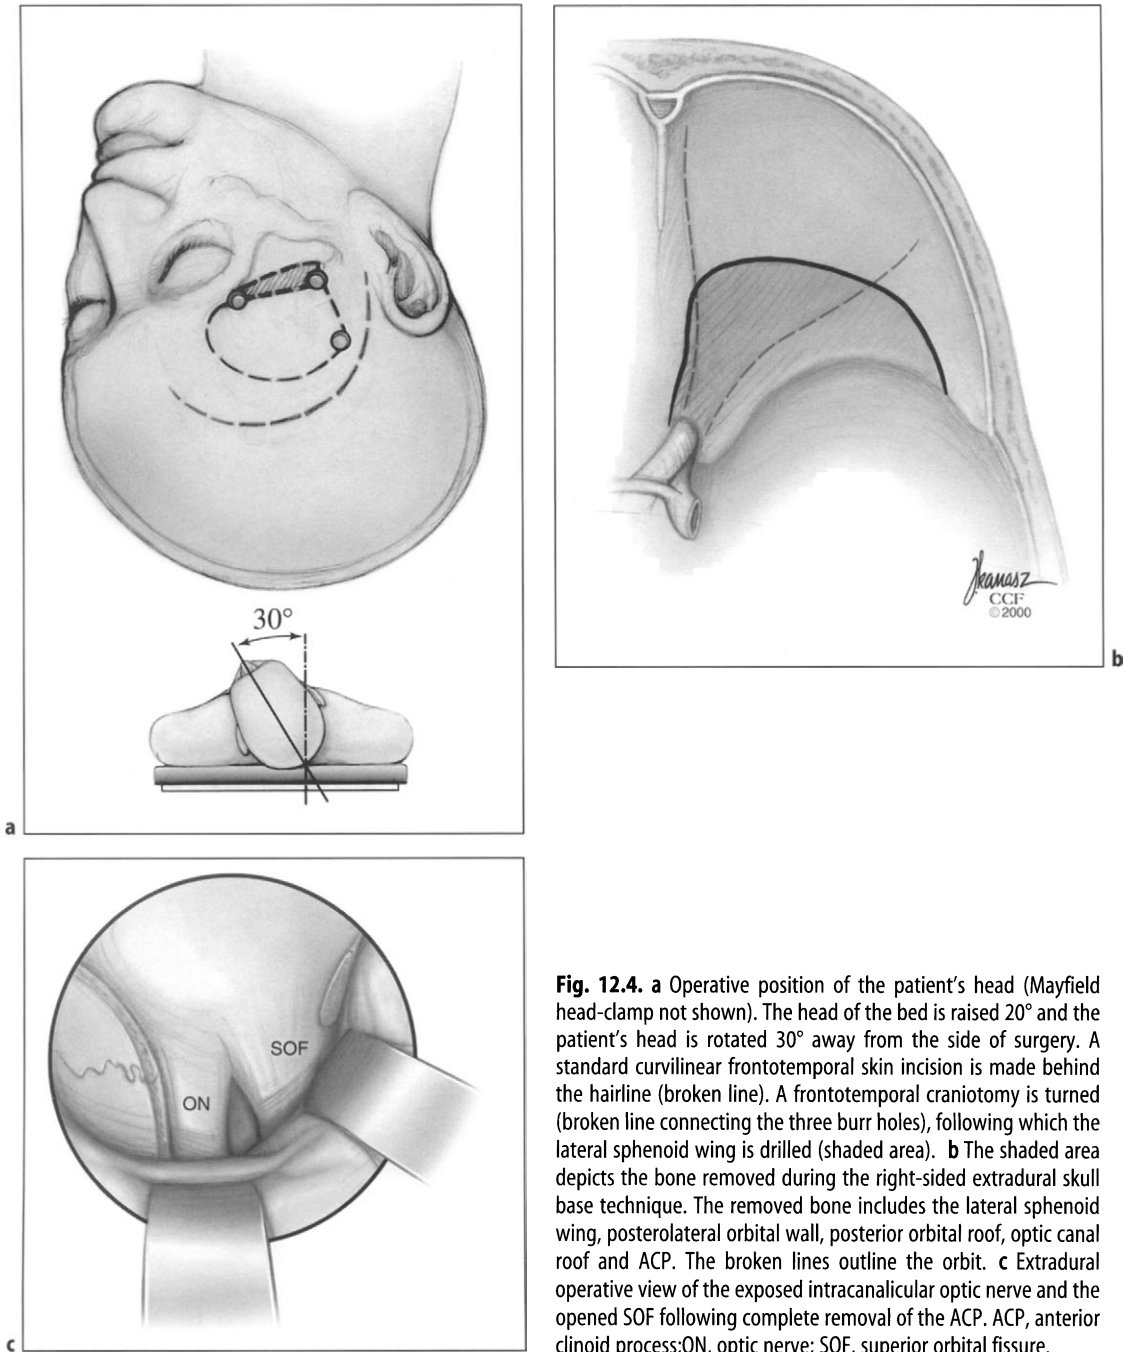 30°
a
Jkanasz
CCF
©2000
b
SOF
ON
c
Fig. 12.4. a Operative position of the patient's head (Mayfield
head-clamp not shown). The head of the bed is raised 20° and the
patient's head is rotated 30° away from the side of surgery. A
standard curvilinear frontotemporal skin incision is made behind
the hairline (broken line). A frontotemporal craniotomy is turned
(broken line connecting the three burr holes), following which the
lateral sphenoid wing is drilled (shaded area). b The shaded area
depicts the bone removed during the right-sided extradural skull
base technique. The removed bone includes the lateral sphenoid
wing, posterolateral orbital wall, posterior orbital roof, optic canal
roof and ACP. The broken lines outline the orbit. c Extradural
operative view of the exposed intracanalicular optic nerve and the
opened SOF following complete removal of the ACP. ACP, anterior
clinoid process;ON, optic nerve; SOF, superior orbital fissure.